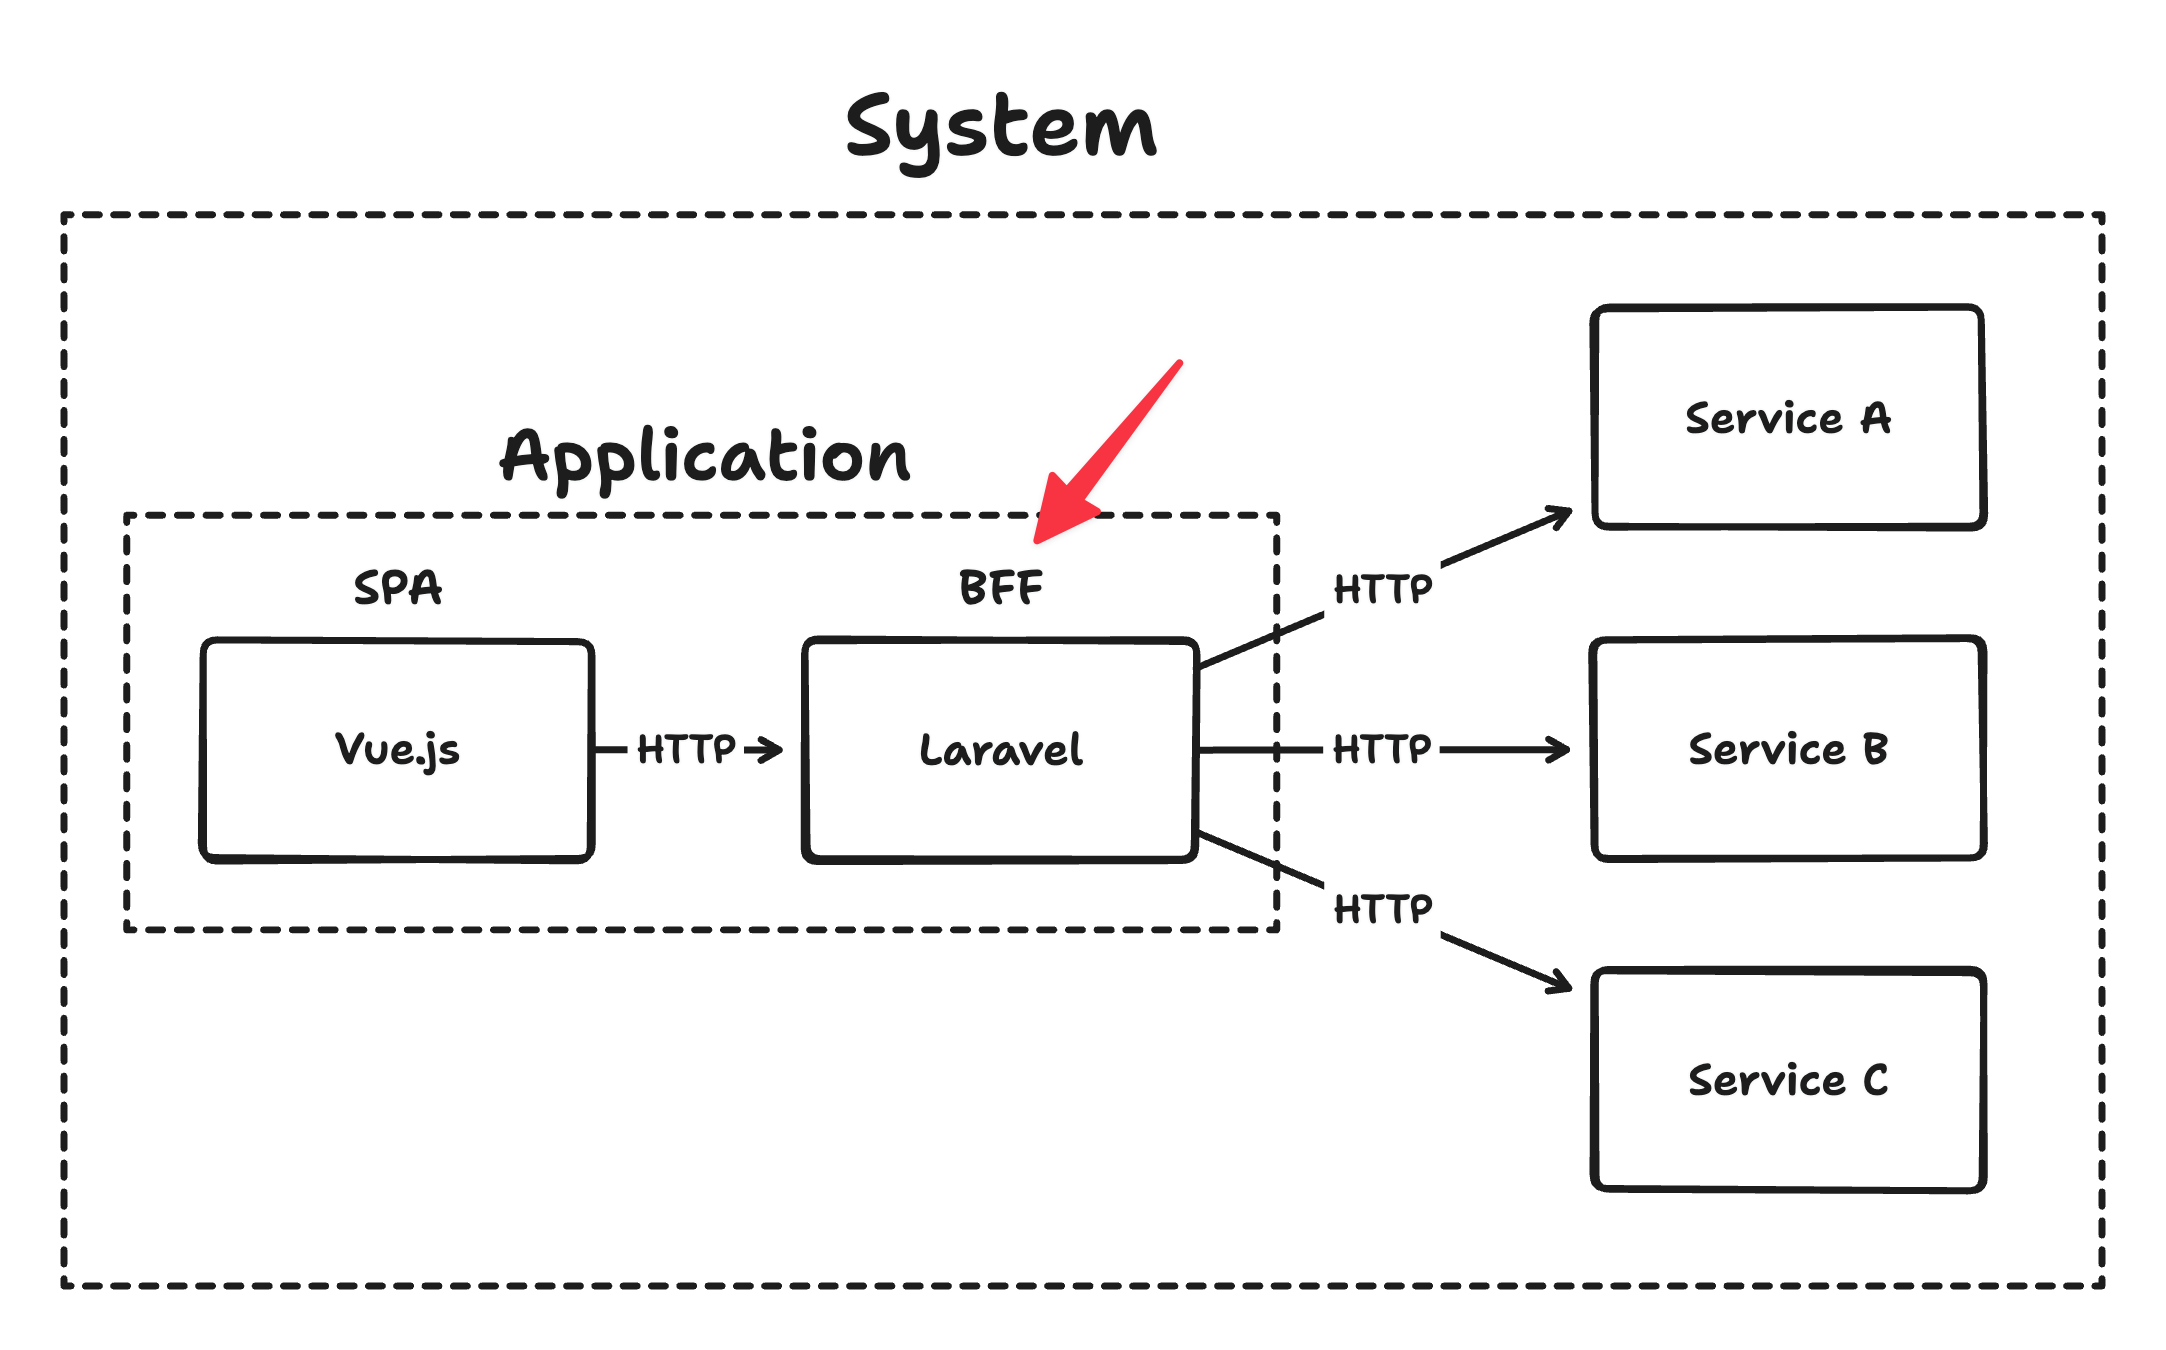 System
Application
SPA
BFF
Vue.js
HTTP
Laravel
HTTP
HTTP
HTTP
Service A
Service B
Service C